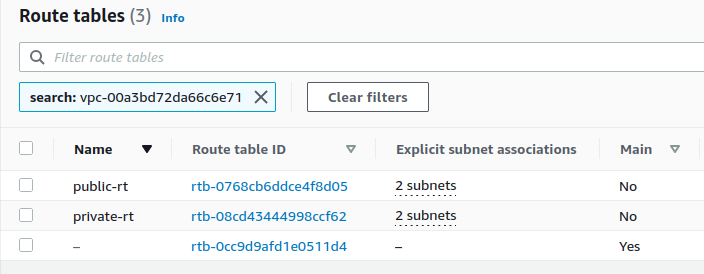 Route tables (3) Info
Filter route tables
search: vpc-00a3bd72da66c6e71 Clear filters
Name Route table ID Explicit subnet associations Main
public-rt rtb-0768cb6ddce4f8d05 2 subnets No
private-rt rtb-08cd43444998ccf62 2 subnets No
– rtb-0cc9d9afd1e0511d4 – Yes